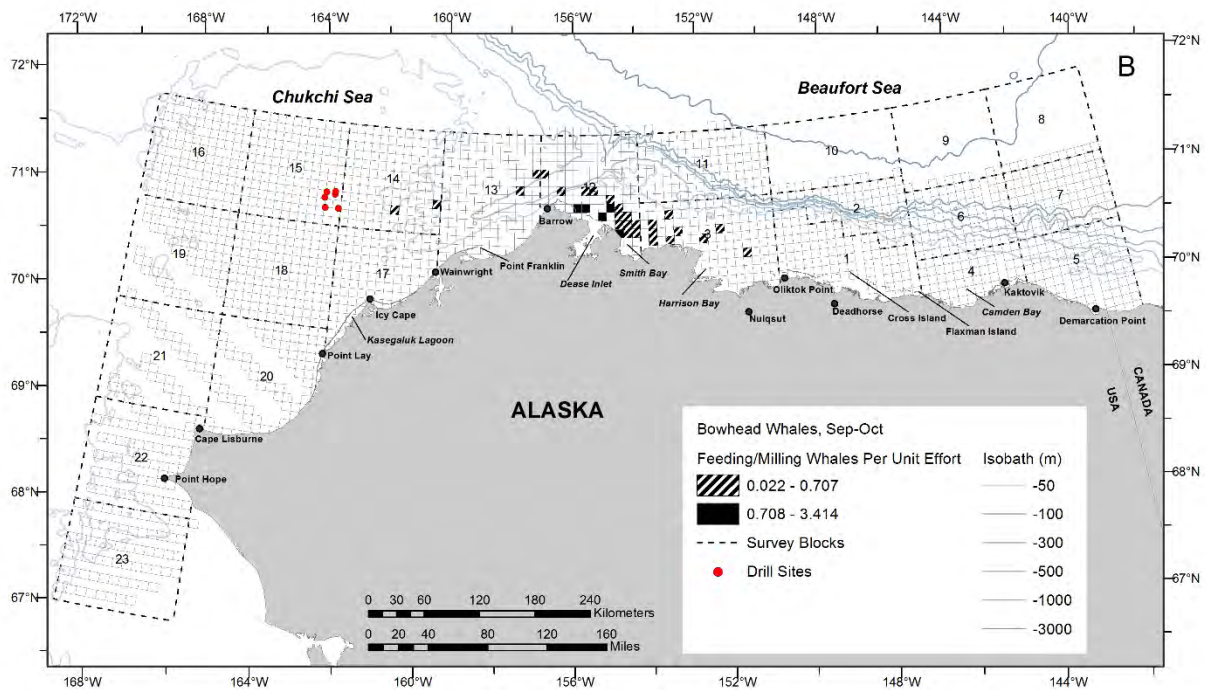 172°W 168°W 164°W 160°W 156°W 152°W 148°W 144°W 140°W
72°N 72°N
B
Chukchi Sea Beaufort Sea
8
9
16 15 10
71°N 14 11 71°N
13 12 7
2 6
3
Barrow
19 18 1 5
17 4
70°N Point Franklin Smith Bay 70°N
Wainwright Dease Inlet Oliktok Point Kaktovik
Harrison Bay Camden Bay
Icy Cape Nuiqsut Deadhorse Cross Island Demarcation Point
Kasegaluk Lagoon Flaxman Island
21 20 Point Lay
69°N 69°N
CANADA
USA
ALASKA
Cape Lisburne
22
Point Hope
68°N 68°N
23
67°N 67°N
Bowhead Whales, Sep-Oct
Feeding/Milling Whales Per Unit Effort
0.022 - 0.707
0.708 - 3.414
Survey Blocks
Drill Sites
Isobath (m)
-50
-100
-300
-500
-1000
-3000
0 30 60 120 180 240
Kilometers
0 20 40 80 120 160
Miles
168°W 164°W 160°W 156°W 152°W 148°W 144°W 140°W